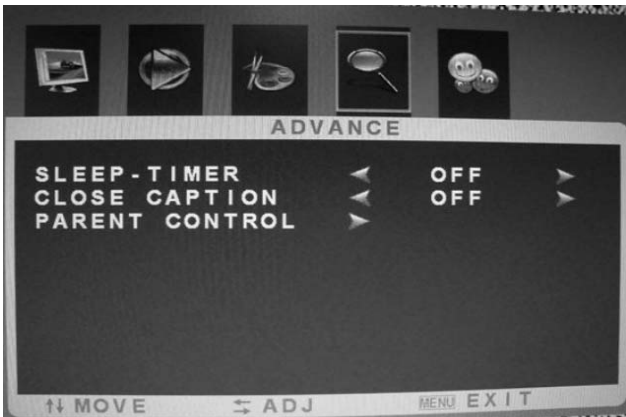 ADVANCE
SLEEP-TIMER OFF
CLOSE CAPTION OFF
PARENT CONTROL
MOVE ADJ MENU EXIT